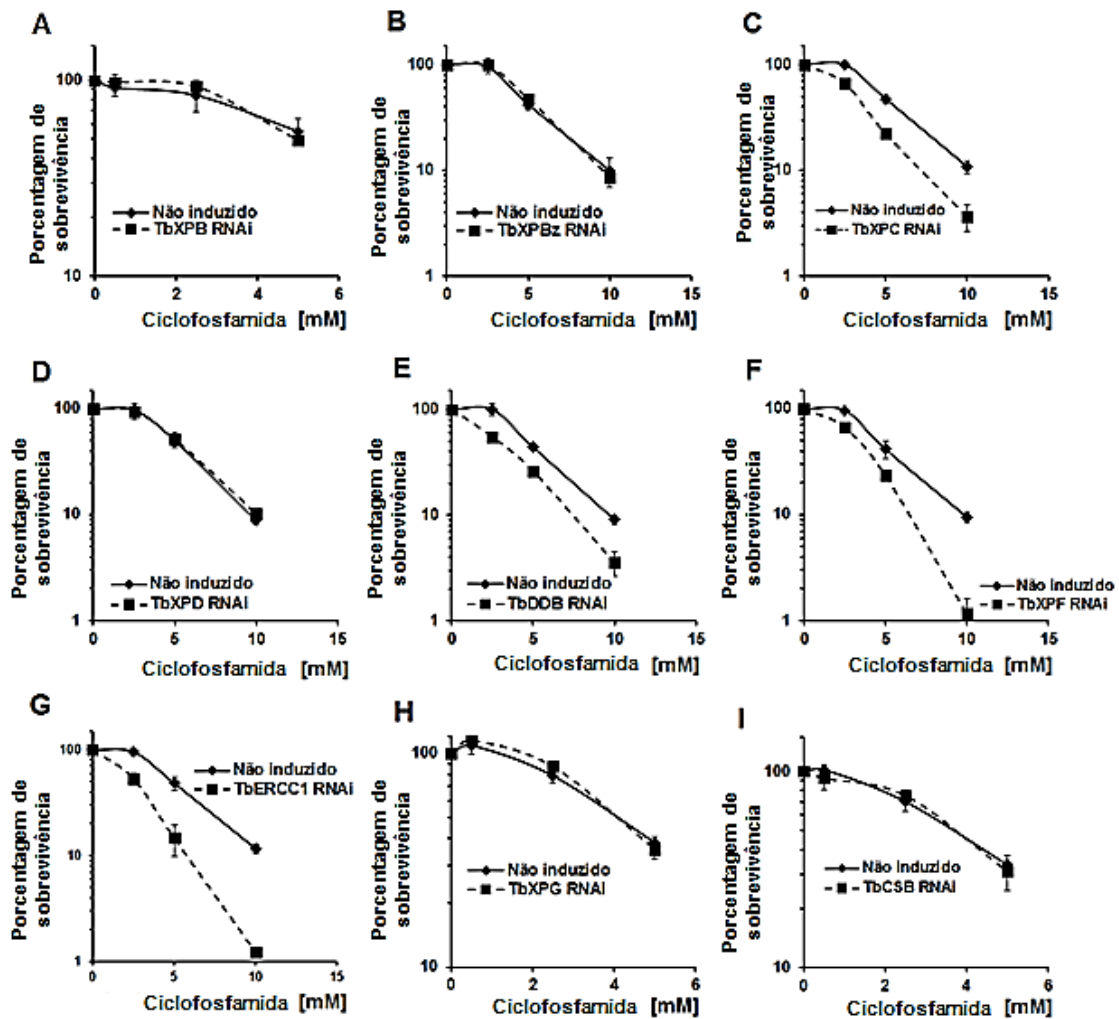 A
Porcentagem de
sobrevivência
100
10
Não induzido
TbXPB RNAi
0 2 4 6
Ciclofosfamida [mM]
B
Porcentagem de
sobrevivência
100
10
1
Não induzido
TbXPBz RNAi
0 5 10 15
Ciclofosfamida [mM]
C
Porcentagem de
sobrevivência
100
10
1
Não induzido
TbXPC RNAi
0 5 10 15
Ciclofosfamida [mM]
D
Porcentagem de
sobrevivência
100
10
1
Não induzido
TbXPD RNAi
0 5 10 15
Ciclofosfamida [mM]
E
Porcentagem de
sobrevivência
100
10
1
Não induzido
TbDDB RNAi
0 5 10 15
Ciclofosfamida [mM]
F
Porcentagem de
sobrevivência
100
10
1
Não induzido
TbXPF RNAi
0 5 10 15
Ciclofosfamida [mM]
G
Porcentagem de
sobrevivência
100
10
1
Não induzido
TbERCC1 RNAi
0 5 10 15
Ciclofosfamida [mM]
H
Porcentagem de
sobrevivência
100
10
Não induzido
TbXPG RNAi
0 2 4 6
Ciclofosfamida [mM]
I
Porcentagem de
sobrevivência
100
10
Não induzido
TbCSB RNAi
0 2 4 6
Ciclofosfamida [mM]